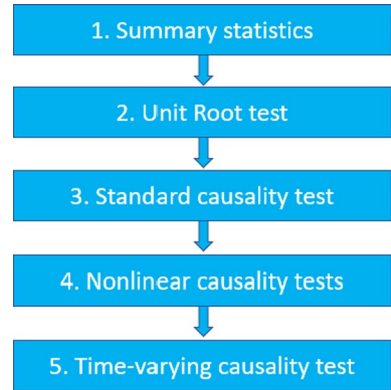 1. Summary statistics
2. Unit Root test
3. Standard causality test
4. Nonlinear causality tests
5. Time-varying causality test